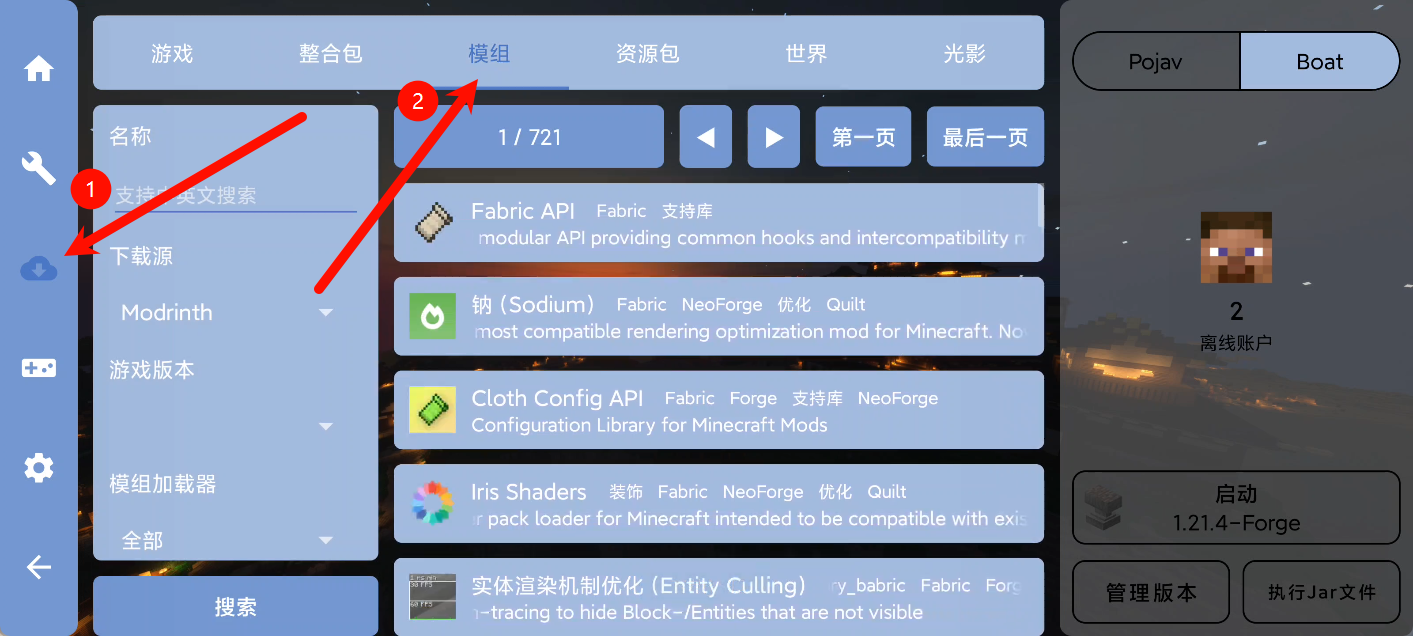 游戏 整合包 模组 资源包 世界 光影
Pojav Boat
2
名称
1 / 721 第一页 最后一页
1
支持 英文搜索
Fabric API Fabric 支持库
modular API providing common hooks and intercompatibility
下载源
Modrinth
钠 (Sodium) Fabric NeoForge 优化 Quilt
most compatible rendering optimization mod for Minecraft.
2
离线账户
游戏版本
Cloth Config API Fabric Forge 支持库 NeoForge
Configuration Library for Minecraft Mods
模组加载器
全部
Iris Shaders 装饰 Fabric NeoForge 优化 Quilt
pack loader for Minecraft intended to be compatible with
启动
1.21.4-Forge
实体渲染机制优化 (Entity Culling) ry_babric Fabric Forg
-tracing to hide Block-/Entities that are not visible
搜索
管理版本 执行Jar文件